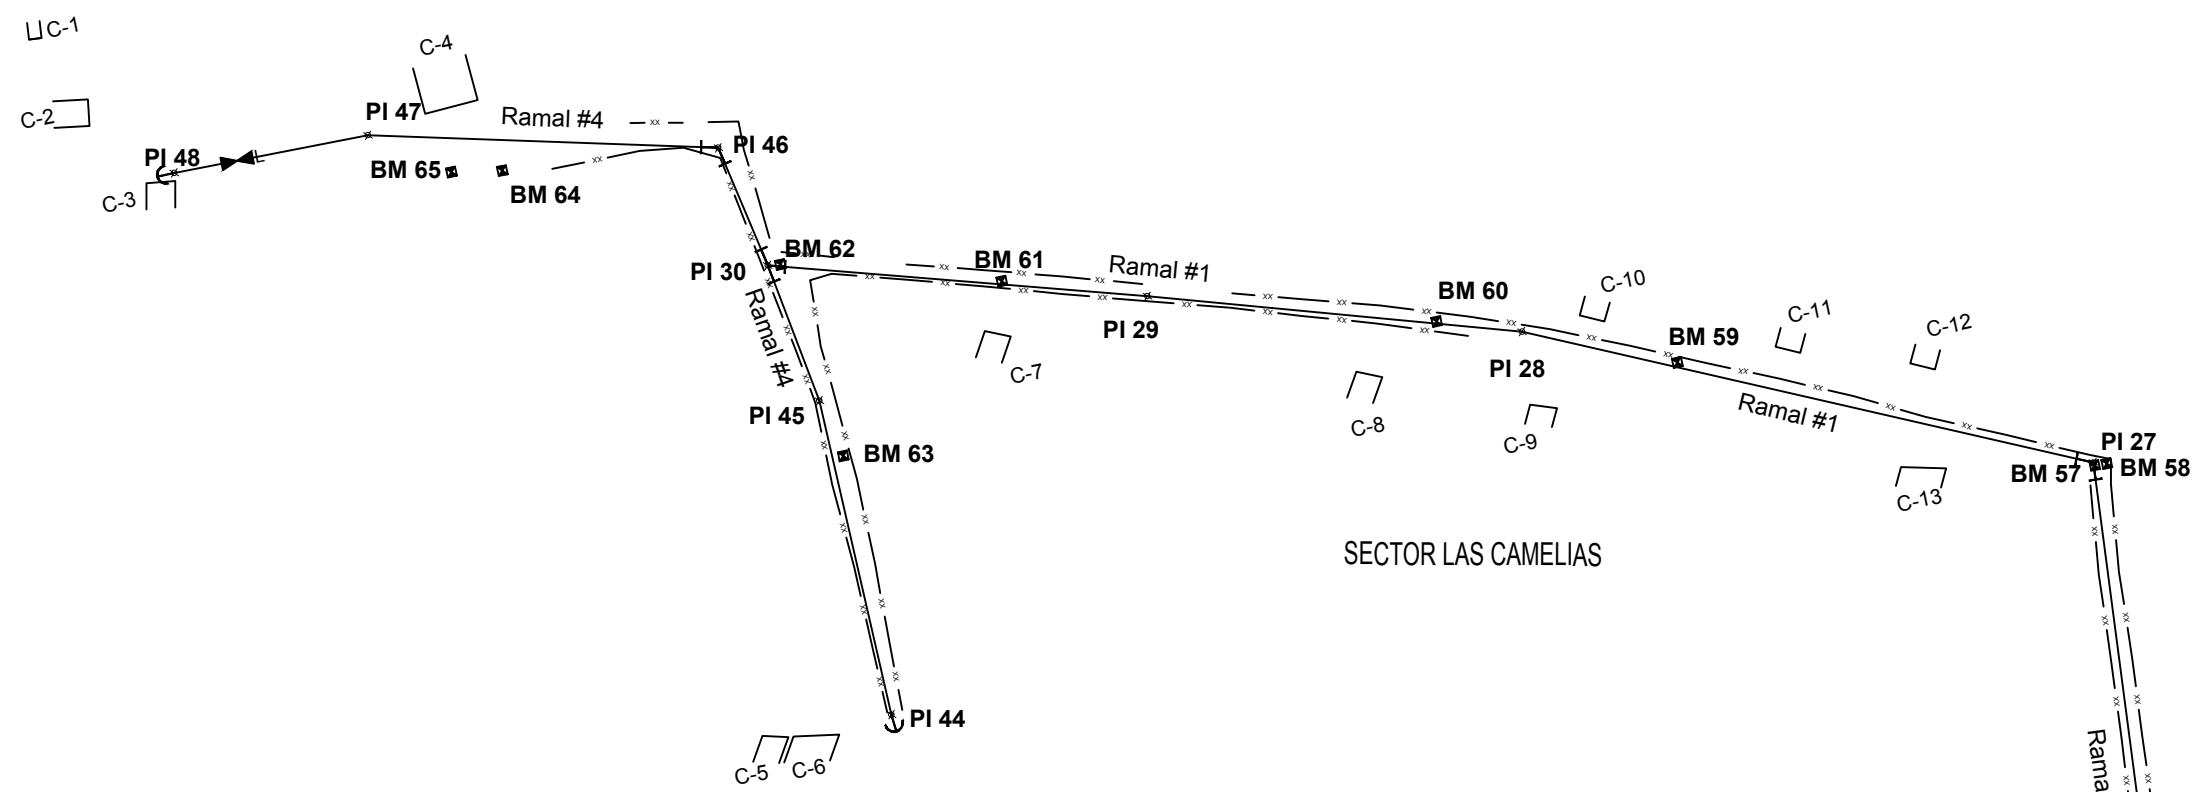 C-1
C-4
C-2
PI 47
Ramal #4
PI 46
PI 48
BM 65
BM 64
C-3
BM 62
PI 30
BM 61
Ramal #1
C-10
BM 60
C-11
C-12
BM 59
PI 29
Ramal #4
C-7
PI 28
PI 45
C-8
C-9
Ramal #1
BM 63
PI 27
BM 57
BM 58
C-13
SECTOR LAS CAMELIAS
PI 44
C-5
C-6
Rama